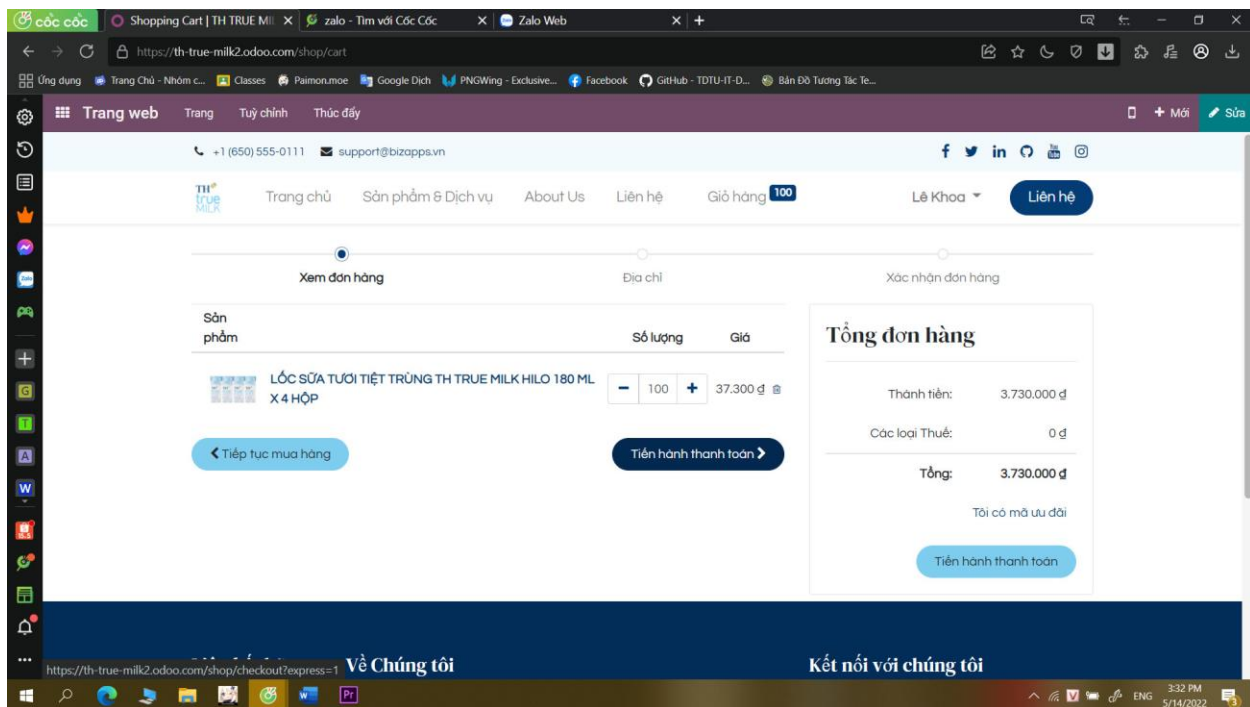 cốc cốc
Shopping Cart | TH TRUE MIL
zalo - Tìm với Cốc Cốc
Zalo Web
https://th-true-milk2.odoo.com/shop/cart
Ứng dụng
Trang Chủ - Nhóm c...
Classes
Paimon.moe
Google Dịch
PNGWing - Exclusive...
Facebook
GitHub - TDTU-IT-D...
Bản Đồ Tương Tác Te...
Trang web
Trang
Tuỳ chỉnh
Thúc đẩy
+ Mới
Sửa
+1 (650) 555-0111
support@bizapps.vn
TH true MILK
Trang chủ
Sản phẩm & Dịch vụ
About Us
Liên hệ
Giỏ hàng 100
Lê Khoa
Liên hệ
Xem đơn hàng
Địa chỉ
Xác nhận đơn hàng
Sản
phẩm
Số lượng
Giá
LỐC SỮA TƯƠI TIỆT TRÙNG TH TRUE MILK HILO 180 ML
X 4 HỘP
100
37.300 ₫
Tiếp tục mua hàng
Tiến hành thanh toán
Tổng đơn hàng
Thành tiền: 3.730.000 ₫
Các loại Thuế: 0 ₫
Tổng: 3.730.000 ₫
Tôi có mã ưu đãi
Tiến hành thanh toán
Về Chúng tôi
Kết nối với chúng tôi
https://th-true-milk2.odoo.com/shop/checkout?express=1
ENG
3:32 PM
5/14/2022